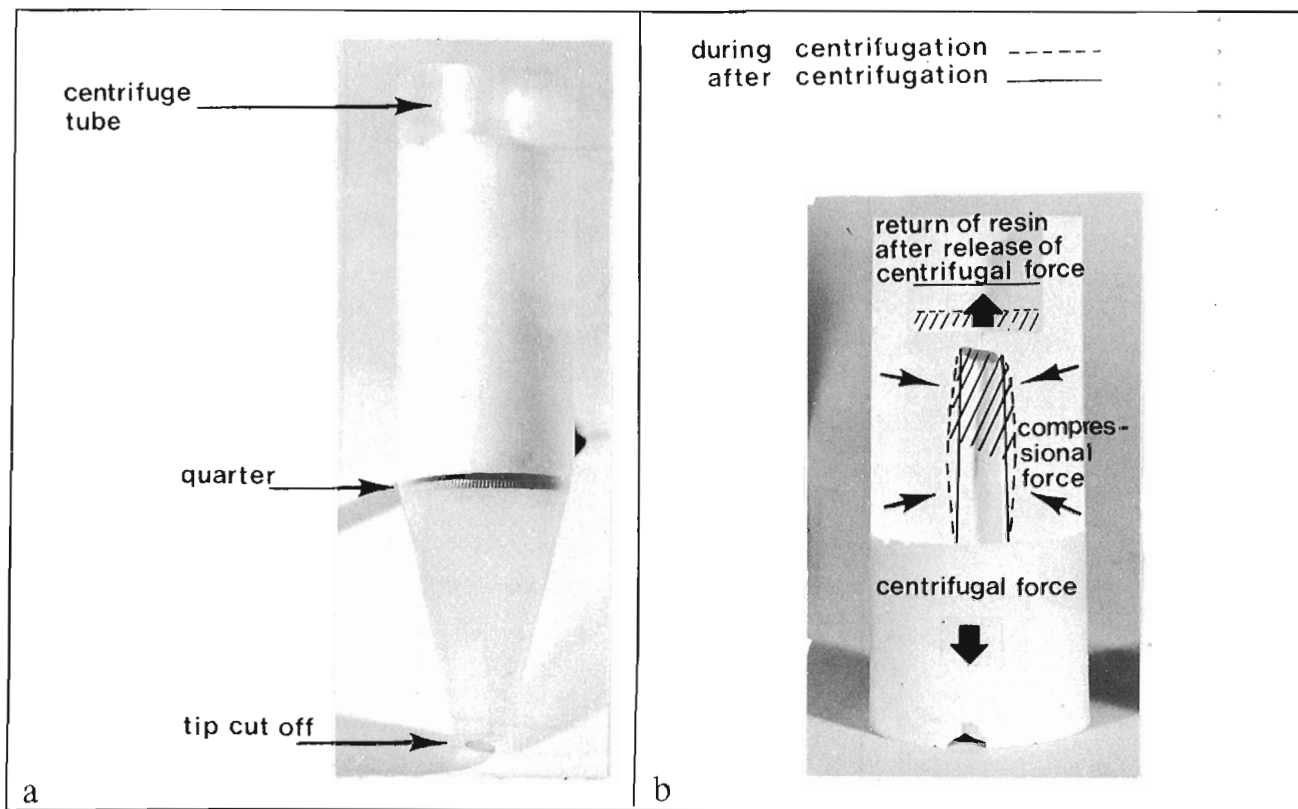 centrifuge
tube
quarter
tip cut off
a
during centrifugation
after centrifugation
return of resin
after release of
centrifugal force
compres-
sional
force
centrifugal force
b